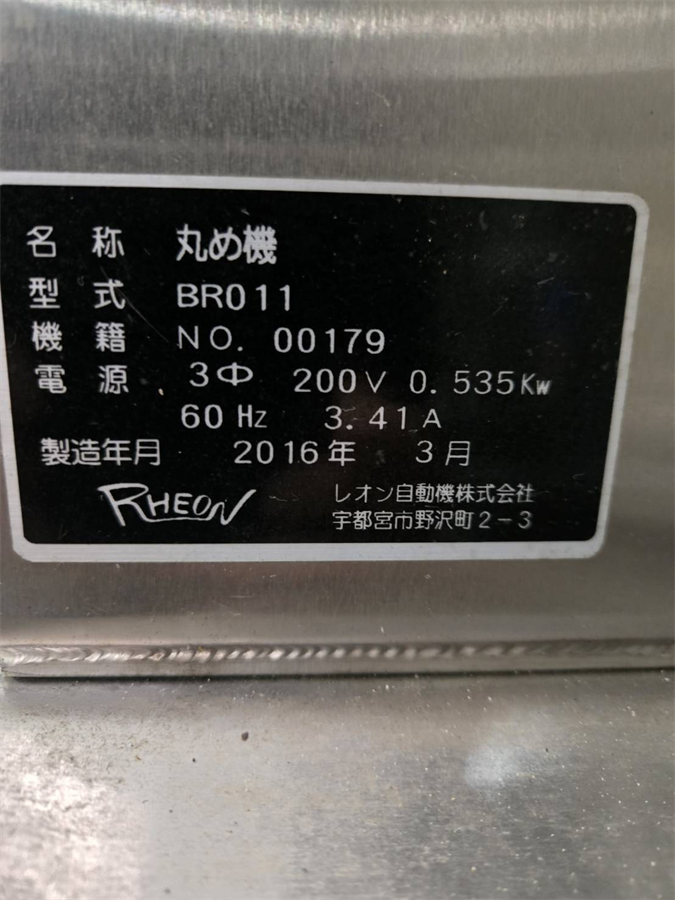 名称 丸め機
型式 BR011
機籍 NO. 00179
電源 3Φ 200V 0.535Kw
60Hz 3.41A
製造年月 2016年 3月
RHEON レオン自動機株式会社
宇都宮市野沢町2-3